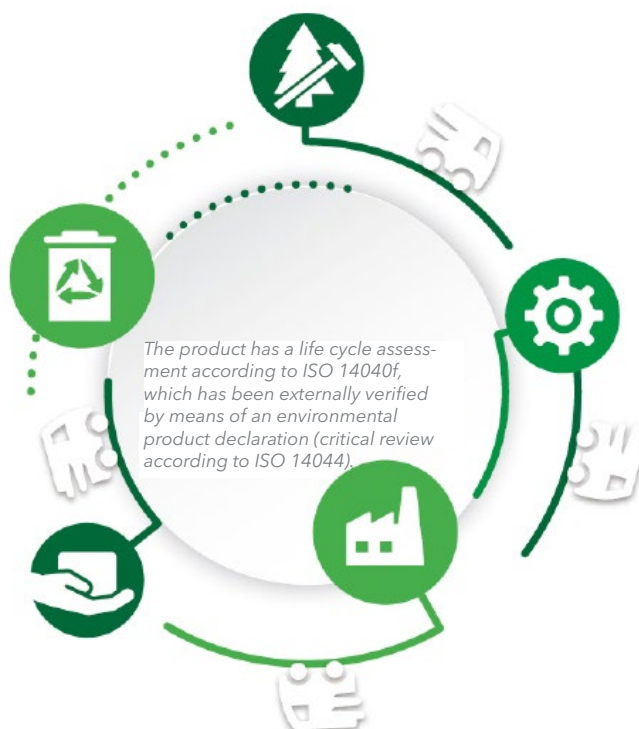 The product has a life cycle assess-
ment according to ISO 14040f,
which has been externally verified
by means of an environmental
product declaration (critical review
according to ISO 14044).